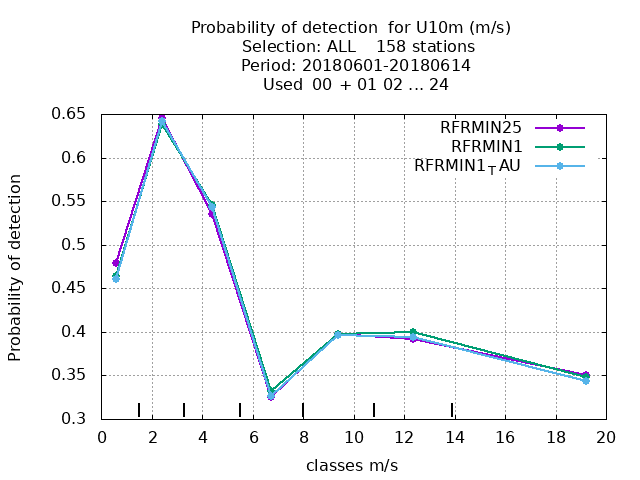 Probability of detection  for U10m (m/s)
Selection: ALL    158 stations
Period: 20180601-20180614
Used  00  + 01 02 ... 24
RFRMIN25
RFRMIN1
RFRMIN1TAU
Probability of detection
0.65
0.6
0.55
0.5
0.45
0.4
0.35
0.3
0 2 4 6 8 10 12 14 16 18 20
classes m/s